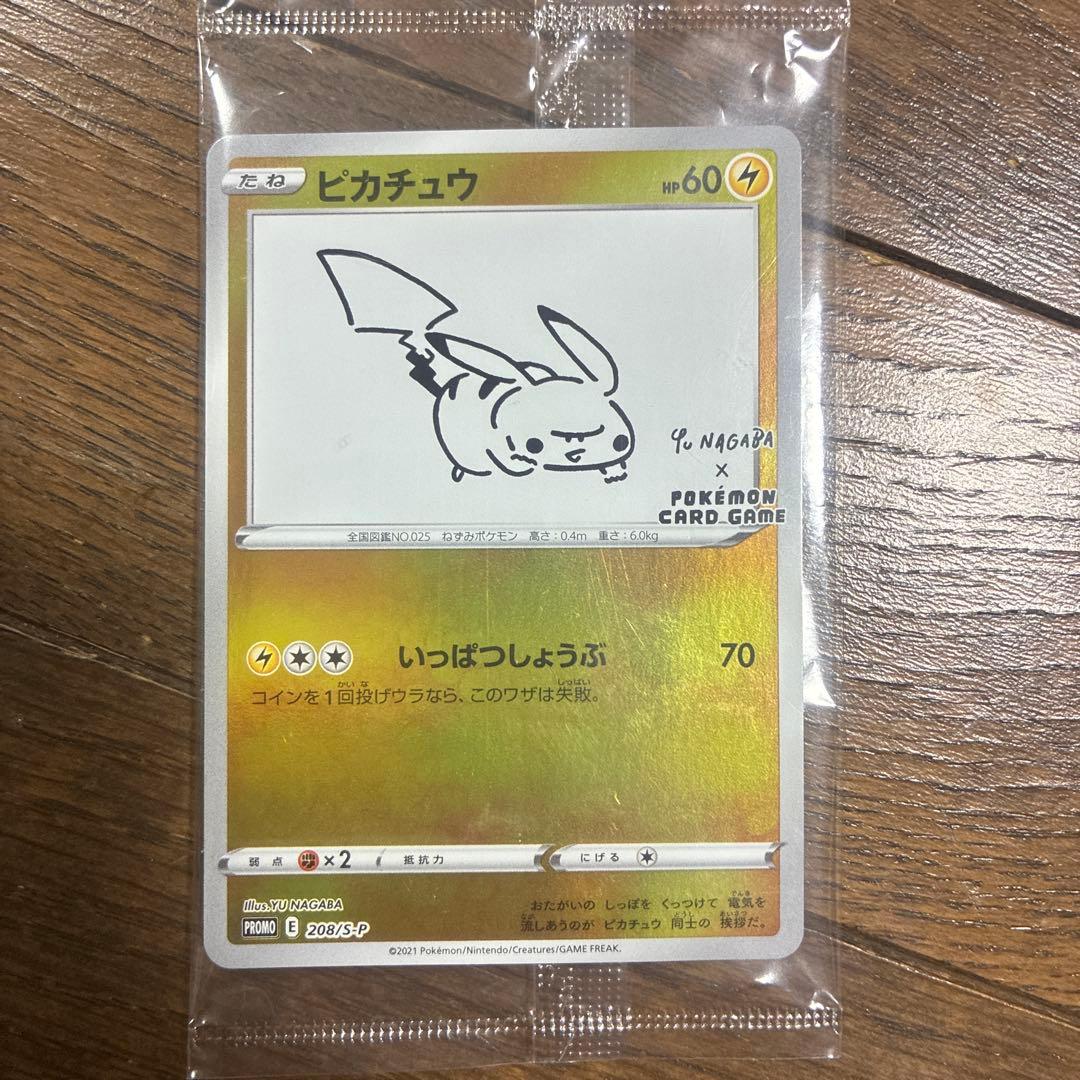 たね ピカチュウ HP60
YU NAGABA
×
POKÉMON
CARD GAME
全国図鑑NO.025 ねずみポケモン 高さ:0.4m 重さ:6.0kg
いっぱつしょうぶ 70
コインを1回投げウラなら、このワザは失敗。
弱点 ×2 抵抗力 にげる
Illus.YU NAGABA
PROMO E 208/S-P
おたがいの しっぽを くっつけて 電気を
流しあうのが ピカチュウ 同士の 挨拶だ。
©2021 Pokémon/Nintendo/Creatures/GAME FREAK.